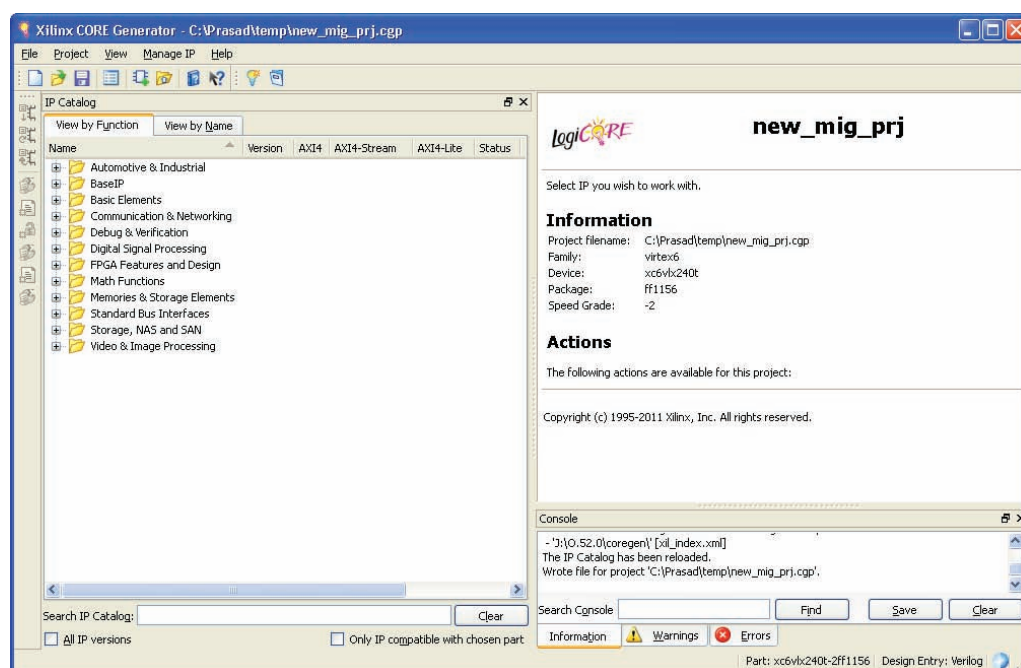 Xilinx CORE Generator - C:\Prasad\temp\new_mig_prj.cgp
File Project View Manage IP Help
IP Catalog
View by Function View by Name
Name Version AXI4 AXI4-Stream AXI4-Lite Status
Automotive & Industrial
BaseIP
Basic Elements
Communication & Networking
Debug & Verification
Digital Signal Processing
FPGA Features and Design
Math Functions
Memories & Storage Elements
Standard Bus Interfaces
Storage, NAS and SAN
Video & Image Processing
Search IP Catalog: Clear
All IP versions Only IP compatible with chosen part
logiCORE new_mig_prj
Select IP you wish to work with.
Information
Project filename: C:\Prasad\temp\new_mig_prj.cgp
Family: virtex6
Device: xc6vlx240t
Package: ff1156
Speed Grade: -2
Actions
The following actions are available for this project:
Copyright (c) 1995-2011 Xilinx, Inc. All rights reserved.
Console
- 'J:\O.52.0\coregen\' [xil_index.xml]
The IP Catalog has been reloaded.
Wrote file for project 'C:\Prasad\temp\new_mig_prj.cgp'.
Search Console Find Save Clear
Information Warnings Errors
Part: xc6vlx240t-2ff1156 Design Entry: Verilog